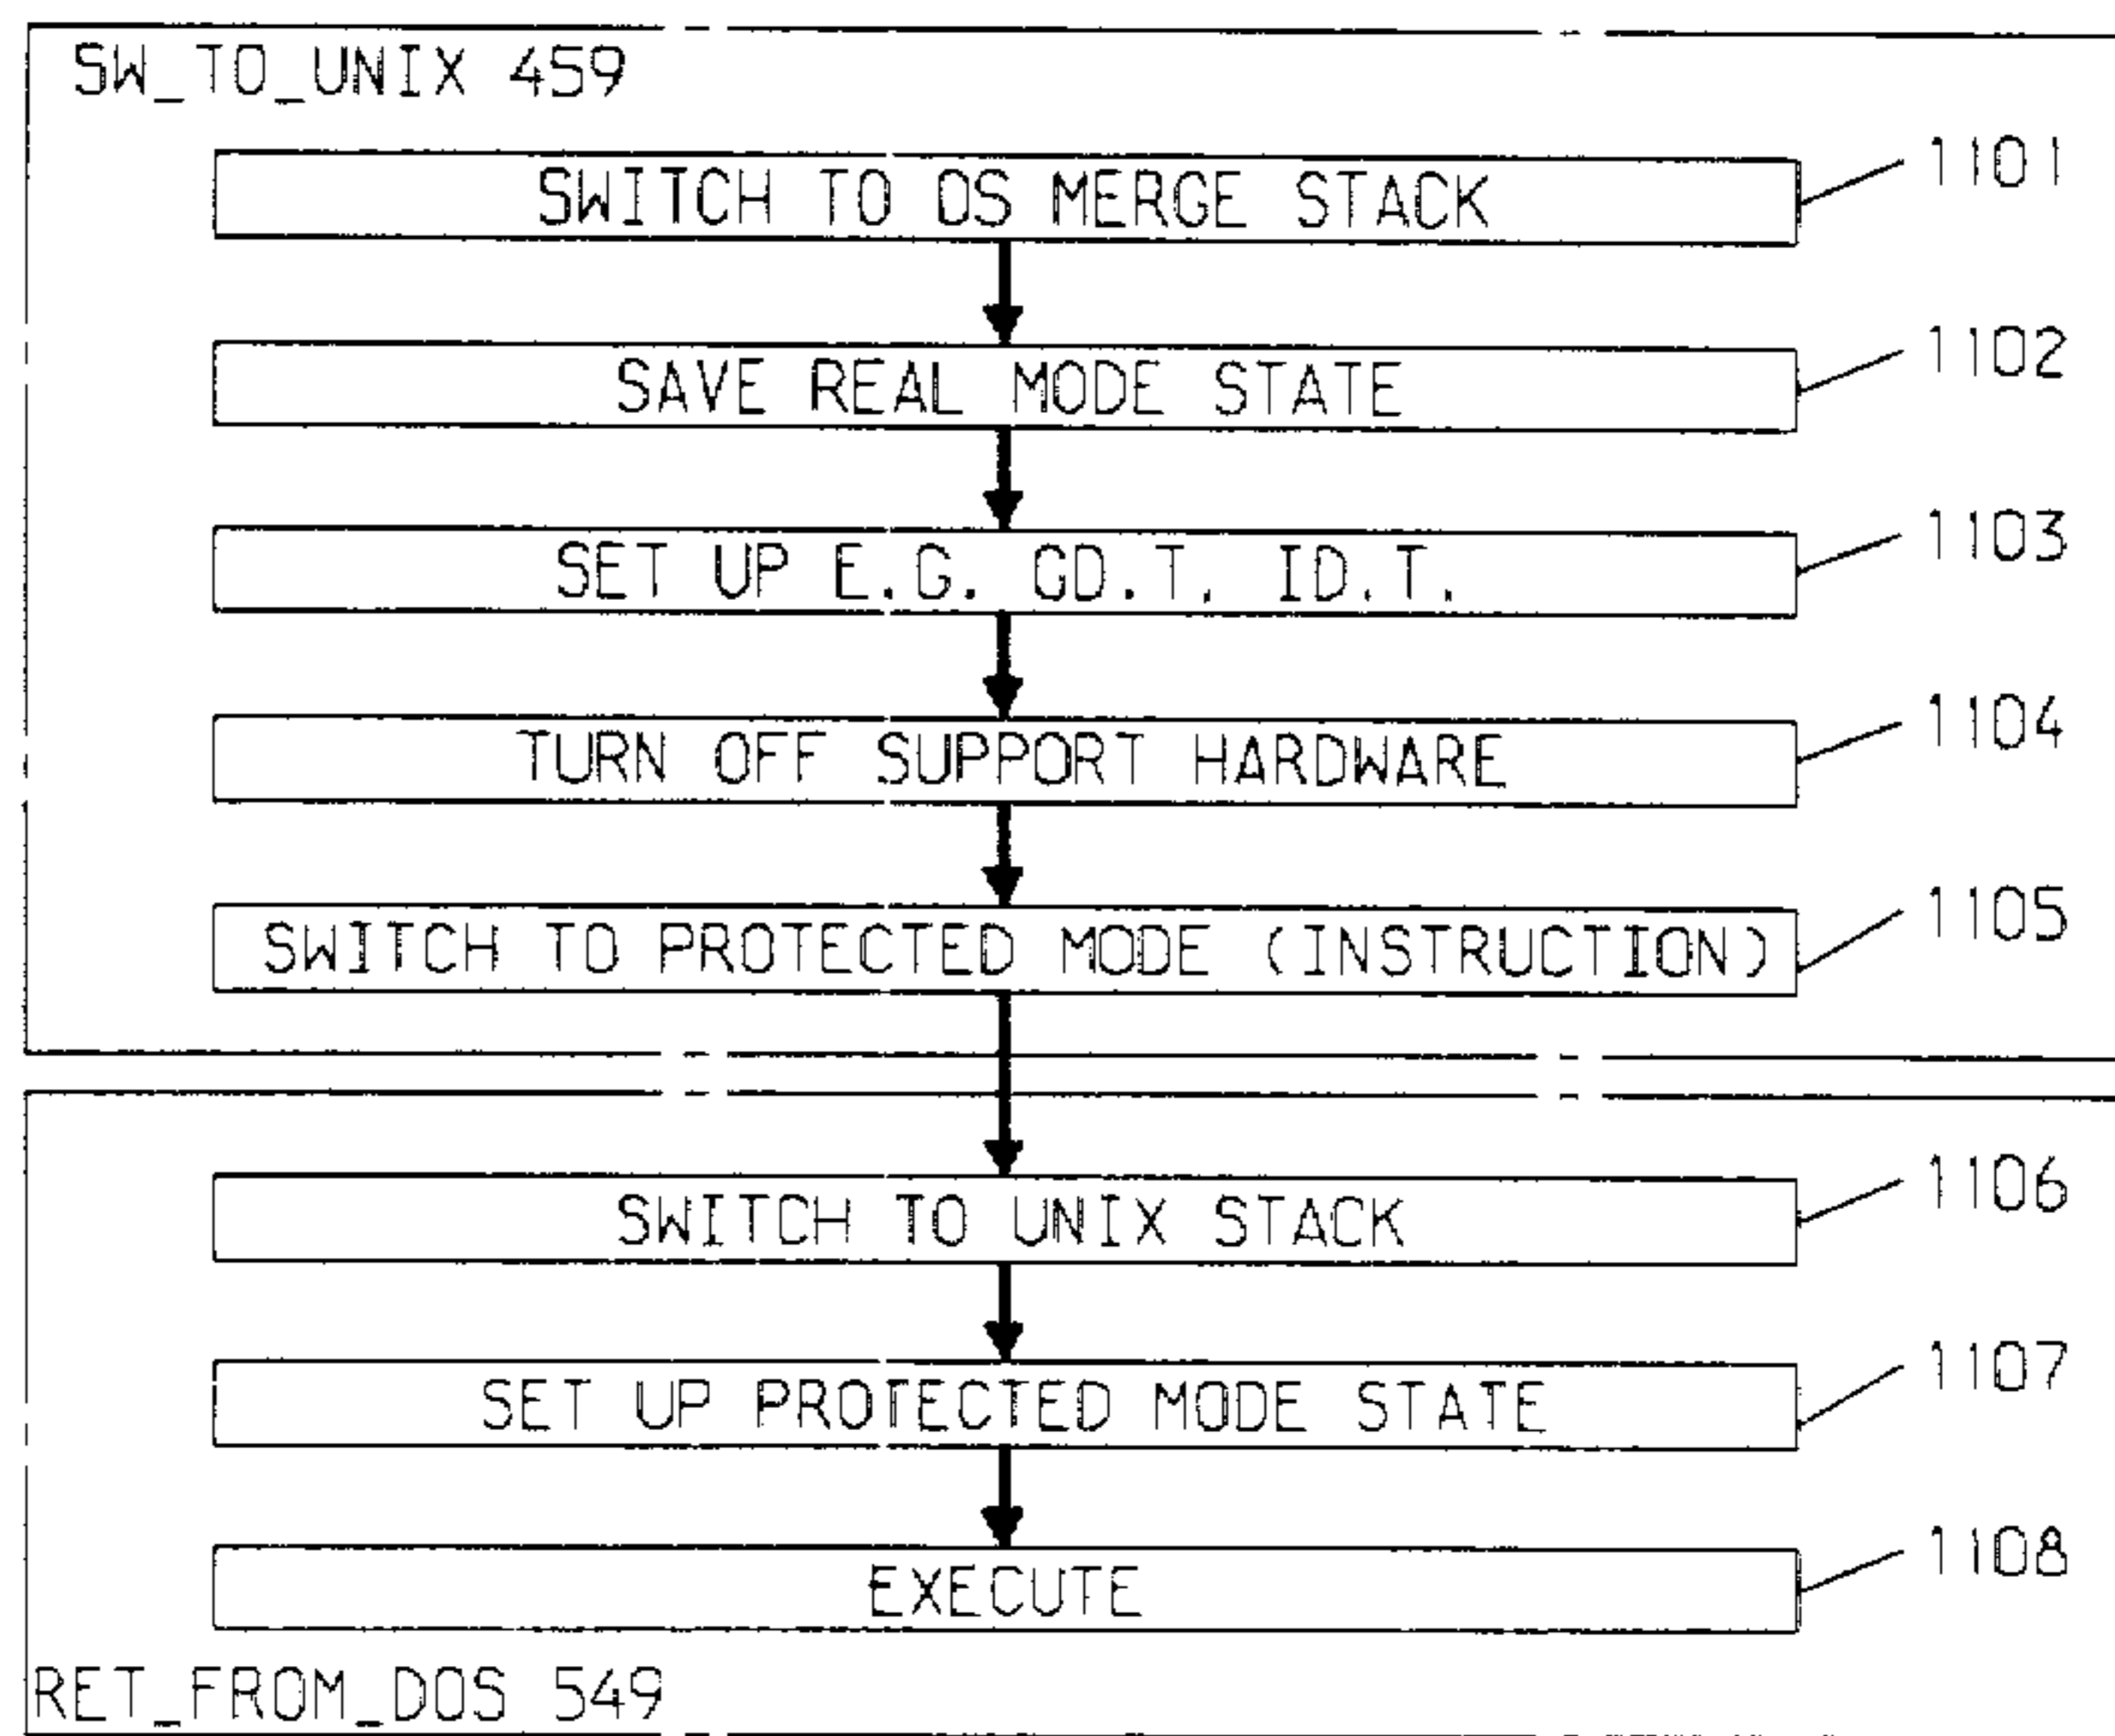 SW_TO_UNIX 459
SWITCH TO OS MERGE STACK 1101
SAVE REAL MODE STATE 1102
SET UP E.G. GD.T, ID.T. 1103
TURN OFF SUPPORT HARDWARE 1104
SWITCH TO PROTECTED MODE (INSTRUCTION) 1105
SWITCH TO UNIX STACK 1106
SET UP PROTECTED MODE STATE 1107
EXECUTE 1108
RET_FROM_DOS 549